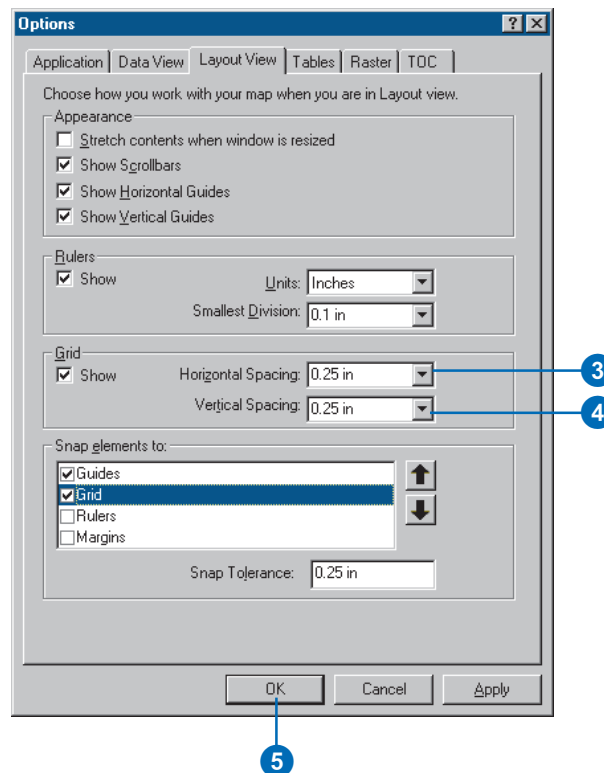 Options
Application Data View Layout View Tables Raster TOC
Choose how you work with your map when you are in Layout view.
Appearance
Stretch contents when window is resized
Show Scrollbars
Show Horizontal Guides
Show Vertical Guides
Rulers
Show Units: Inches
Smallest Division: 0.1 in
Grid
Show Horizontal Spacing: 0.25 in 3
Vertical Spacing: 0.25 in 4
Snap elements to:
Guides
Grid
Rulers
Margins
Snap Tolerance: 0.25 in
OK Cancel Apply
5